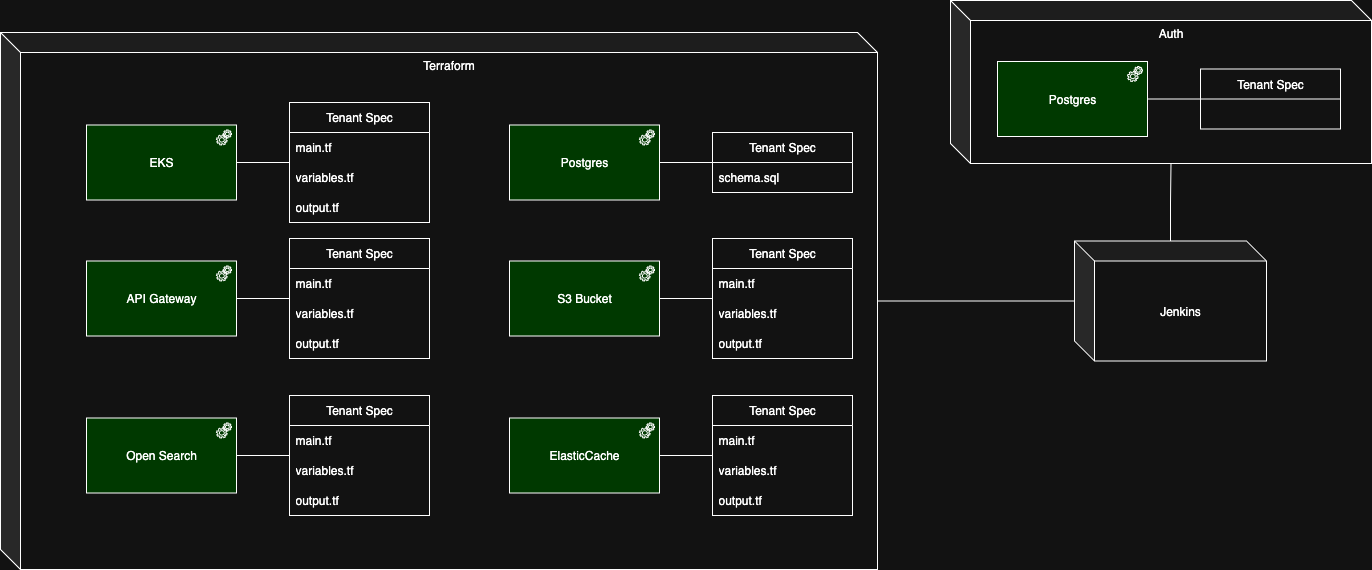 Auth
Postgres
Tenant Spec
Terraform
EKS
Tenant Spec
main.tf
variables.tf
output.tf
Postgres
Tenant Spec
schema.sql
API Gateway
Tenant Spec
main.tf
variables.tf
output.tf
S3 Bucket
Tenant Spec
main.tf
variables.tf
output.tf
Jenkins
Open Search
Tenant Spec
main.tf
variables.tf
output.tf
ElasticCache
Tenant Spec
main.tf
variables.tf
output.tf